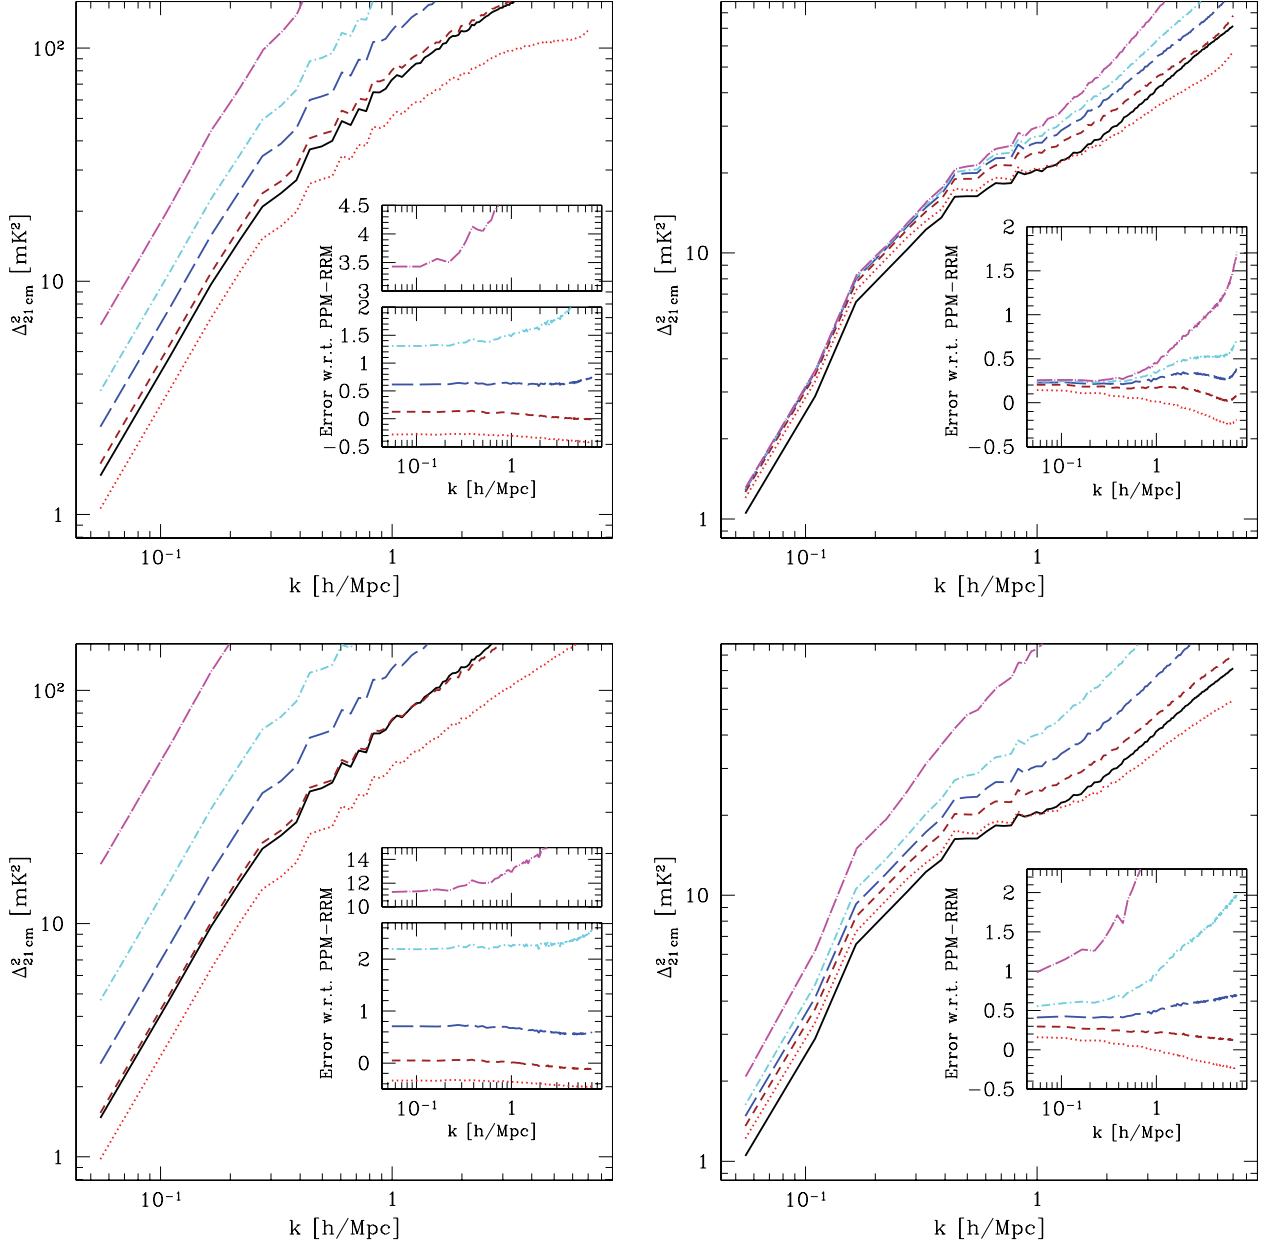 10²
10
1
Δ²21 cm [mK²]
10⁻¹ 1
k [h/Mpc]
4.5
4
3.5
3
2
1.5
1
0.5
0
−0.5
Error w.r.t. PPM−RRM
10⁻¹ 1
k [h/Mpc]
10
1
Δ²21 cm [mK²]
10⁻¹ 1
k [h/Mpc]
2
1.5
1
0.5
0
−0.5
Error w.r.t. PPM−RRM
10⁻¹ 1
k [h/Mpc]
10²
10
1
Δ²21 cm [mK²]
10⁻¹ 1
k [h/Mpc]
14
12
10
2
1
0
Error w.r.t. PPM−RRM
10⁻¹ 1
k [h/Mpc]
10
1
Δ²21 cm [mK²]
10⁻¹ 1
k [h/Mpc]
2
1.5
1
0.5
0
−0.5
Error w.r.t. PPM−RRM
10⁻¹ 1
k [h/Mpc]